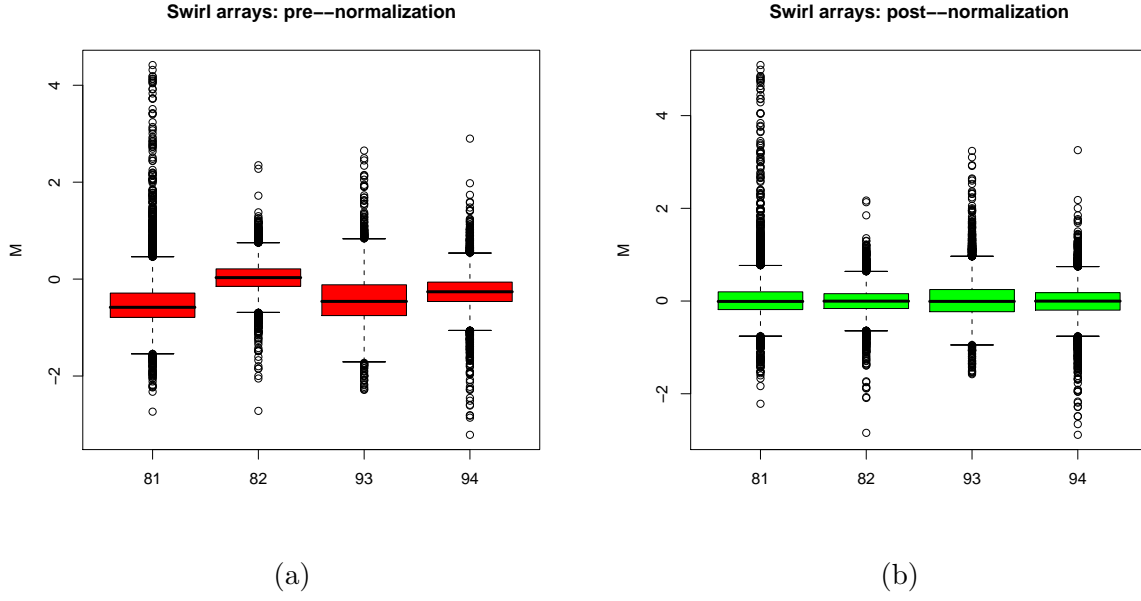 Swirl arrays: pre−−normalization
M
4
2
0
−2
81 82 93 94
(a)
Swirl arrays: post−−normalization
M
4
2
0
−2
81 82 93 94
(b)